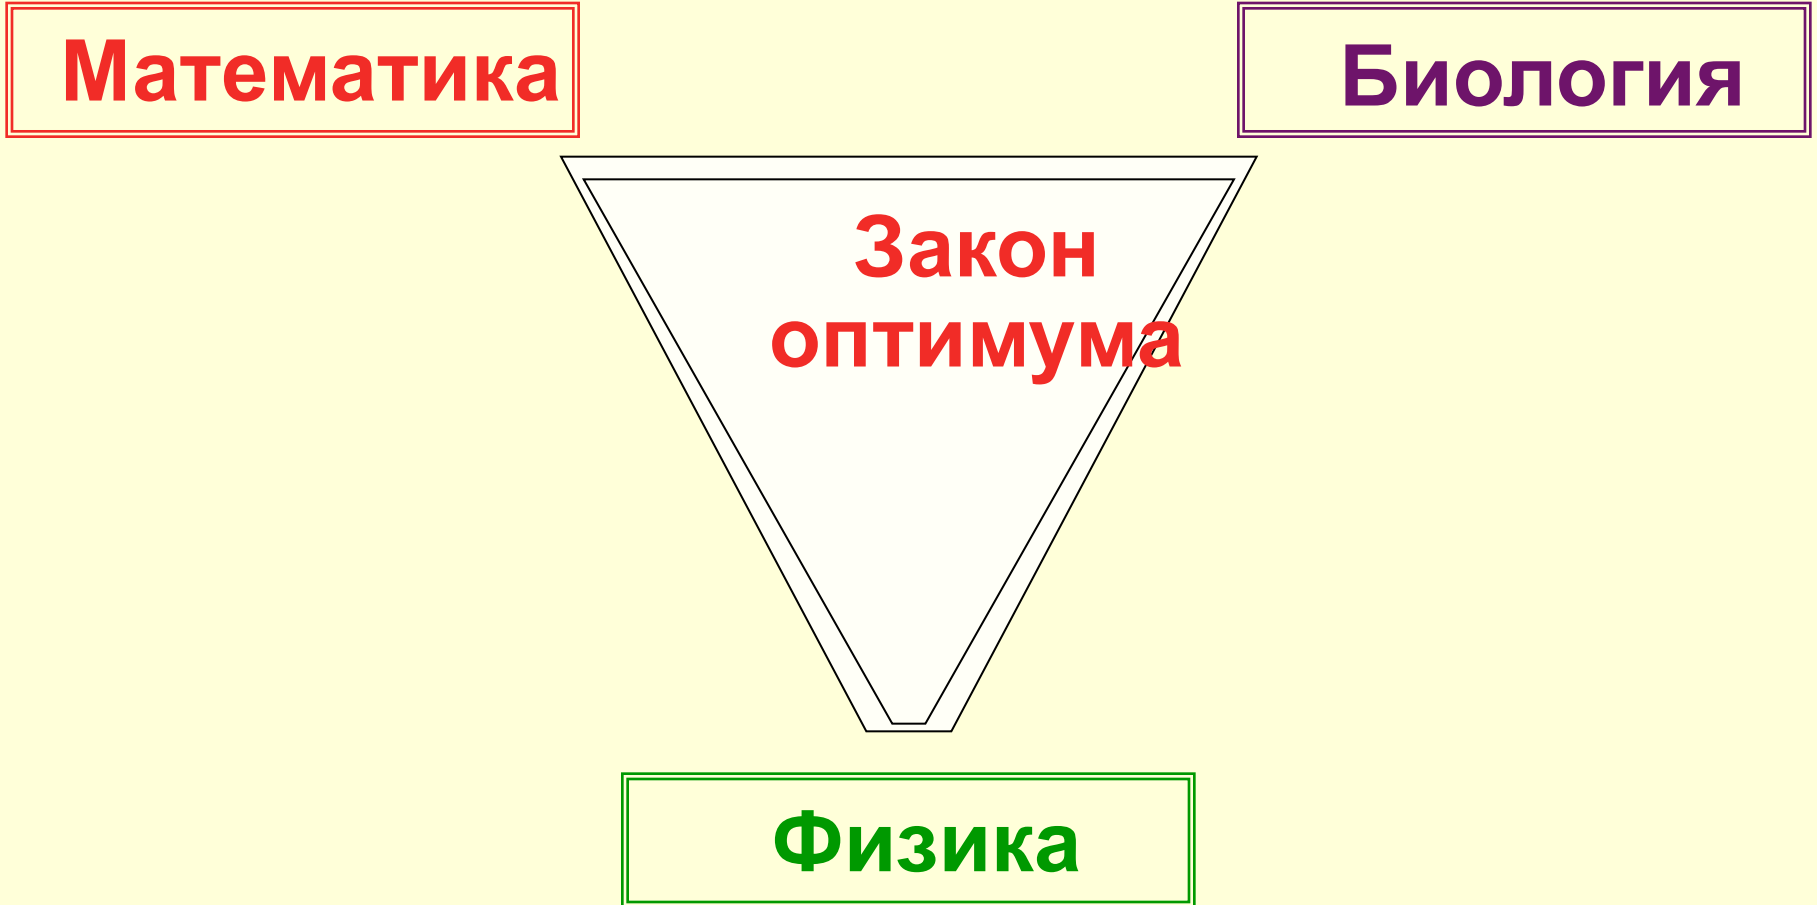 Математика
Биология
Закон
оптимума
Физика